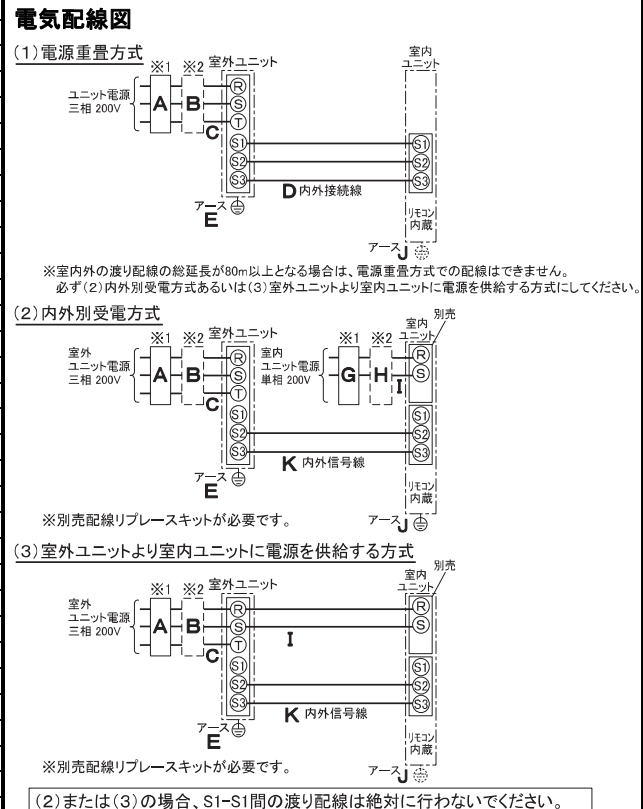 電気配線図
(1)電源重畳方式
※1 ※2 室外ユニット
室内
ユニット
ユニット電源
三相 200V
A B C
R
S
T
S1
S2
S3
S1
S2
S3
D 内外接続線
アース
E
リモコン
内蔵
アース J
※室内外の渡り配線の総延長が80m以上となる場合は、電源重畳方式での配線はできません。
必ず(2)内外別受電方式あるいは(3)室外ユニットより室内ユニットに電源を供給する方式にしてください。
(2)内外別受電方式
※1 ※2 室外ユニット
※1 ※2
室内
ユニット
別売
室外
ユニット電源
三相 200V
A B C
R
S
T
S1
S2
S3
室内
ユニット電源
単相 200V
G H I
R
S
S1
S2
S3
K 内外信号線
アース
E
リモコン
内蔵
アース J
※別売配線リプレースキットが必要です。
(3)室外ユニットより室内ユニットに電源を供給する方式
※1 ※2 室外ユニット
室内
ユニット
別売
室外
ユニット電源
三相 200V
A B C
R
S
T
S1
S2
S3
I
R
S
S1
S2
S3
K 内外信号線
アース
E
リモコン
内蔵
アース J
※別売配線リプレースキットが必要です。
(2)または(3)の場合、S1-S1間の渡り配線は絶対に行わないでください。